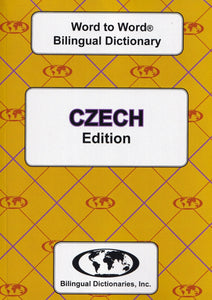 Word to Word®
Bilingual Dictionary
CZECH
Edition
Bilingual Dictionaries, Inc.